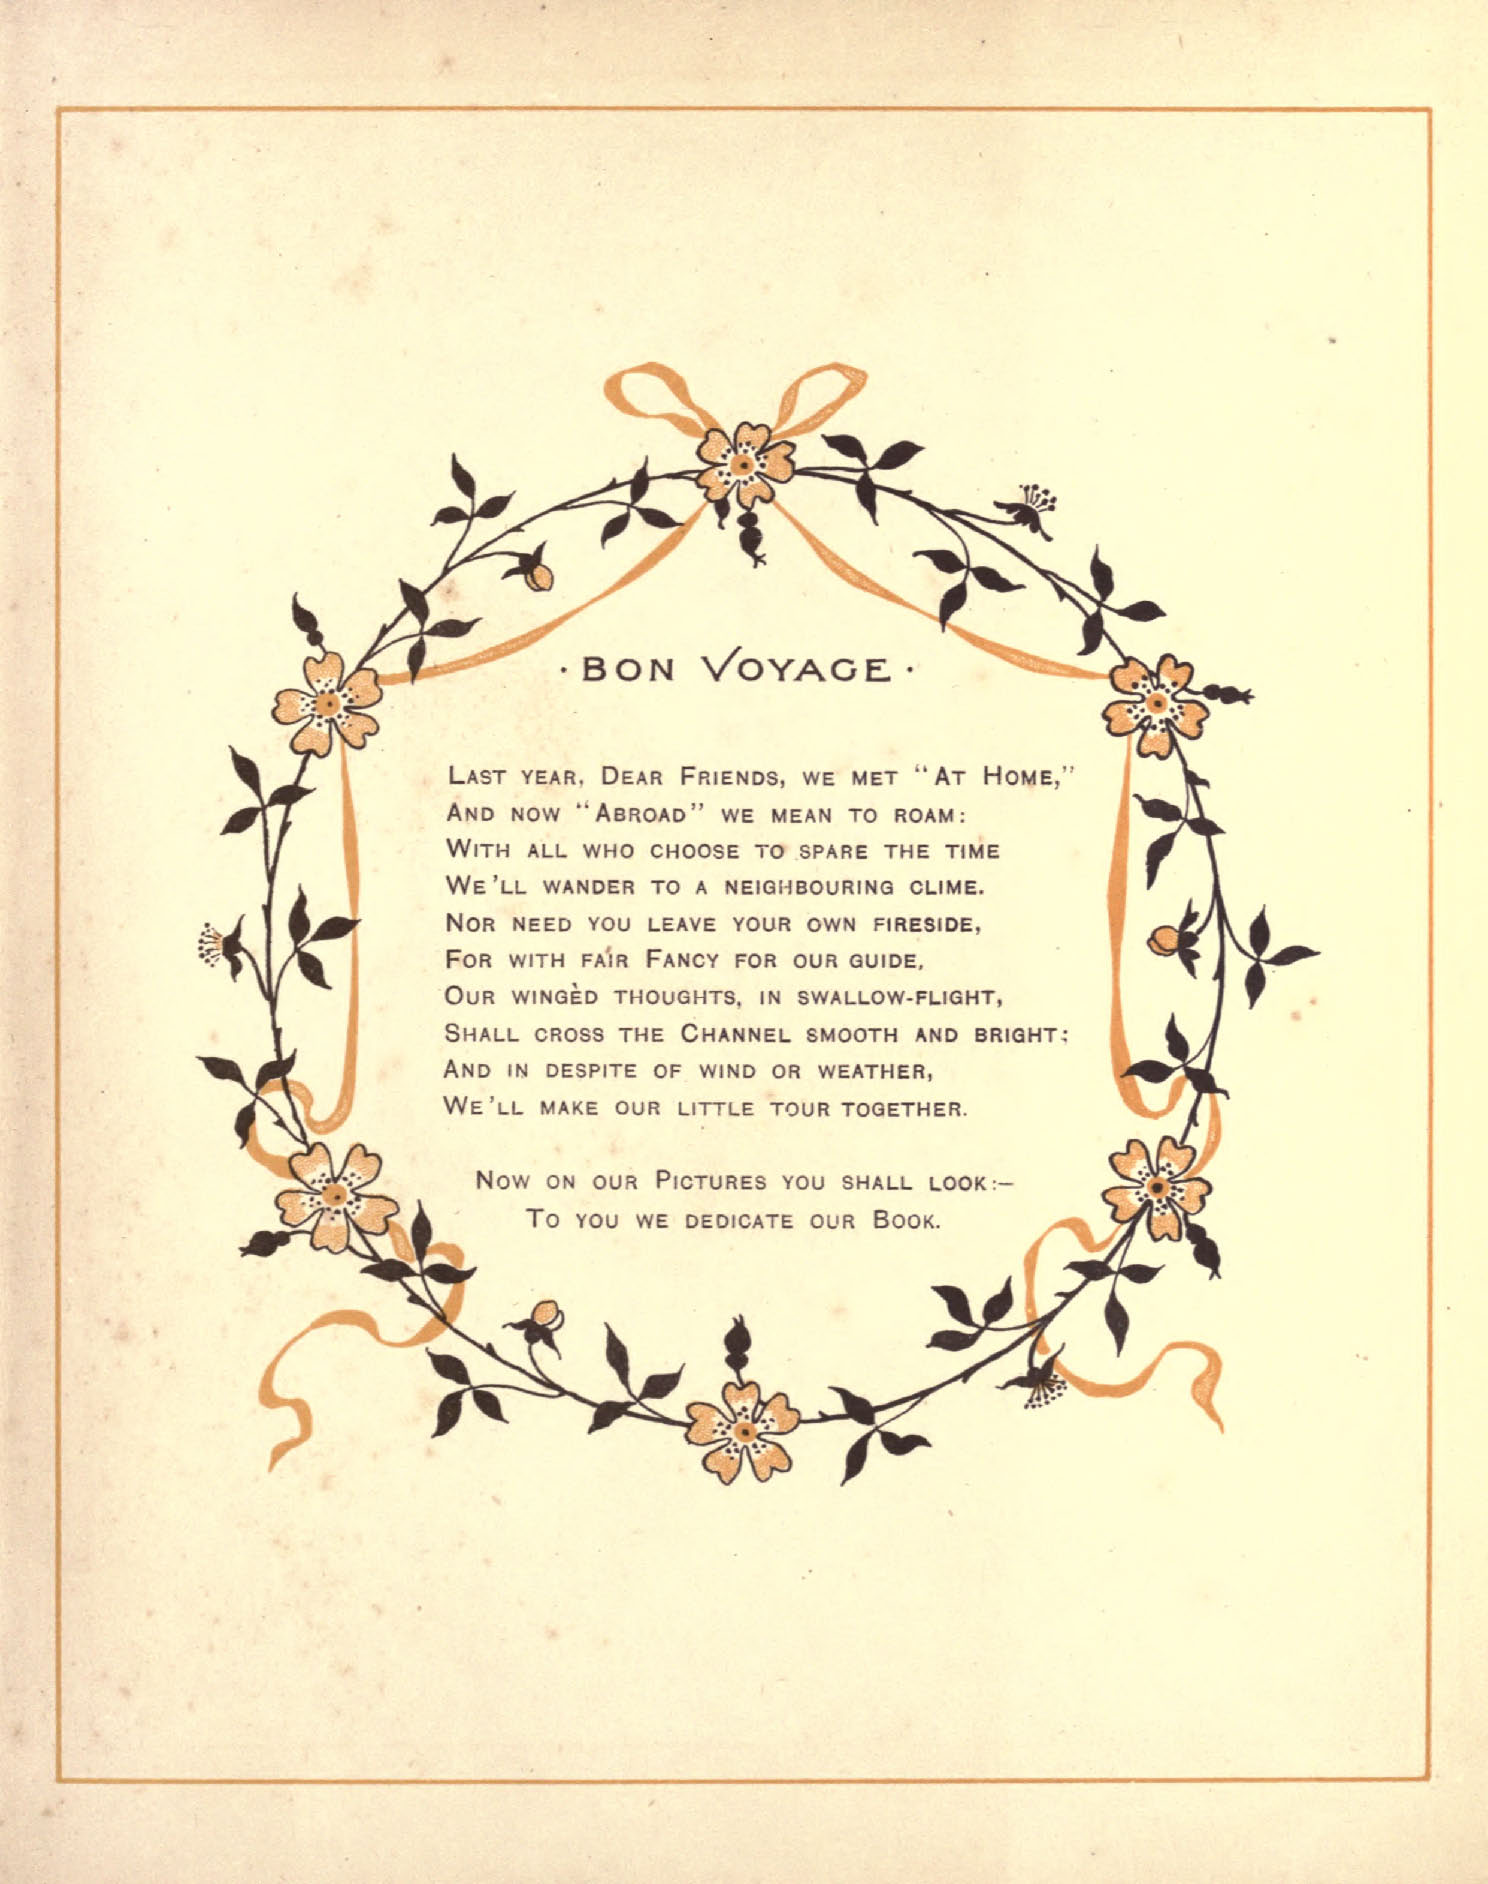 · BON VOYAGE ·
LAST YEAR, DEAR FRIENDS, WE MET “AT HOME,”
AND NOW “ABROAD” WE MEAN TO ROAM:
WITH ALL WHO CHOOSE TO SPARE THE TIME
WE'LL WANDER TO A NEIGHBOURING CLIME.
NOR NEED YOU LEAVE YOUR OWN FIRESIDE,
FOR WITH FAIR FANCY FOR OUR GUIDE,
OUR WINGÈD THOUGHTS, IN SWALLOW-FLIGHT,
SHALL CROSS THE CHANNEL SMOOTH AND BRIGHT;
AND IN DESPITE OF WIND OR WEATHER,
WE'LL MAKE OUR LITTLE TOUR TOGETHER.
NOW ON OUR PICTURES YOU SHALL LOOK:—
TO YOU WE DEDICATE OUR BOOK.